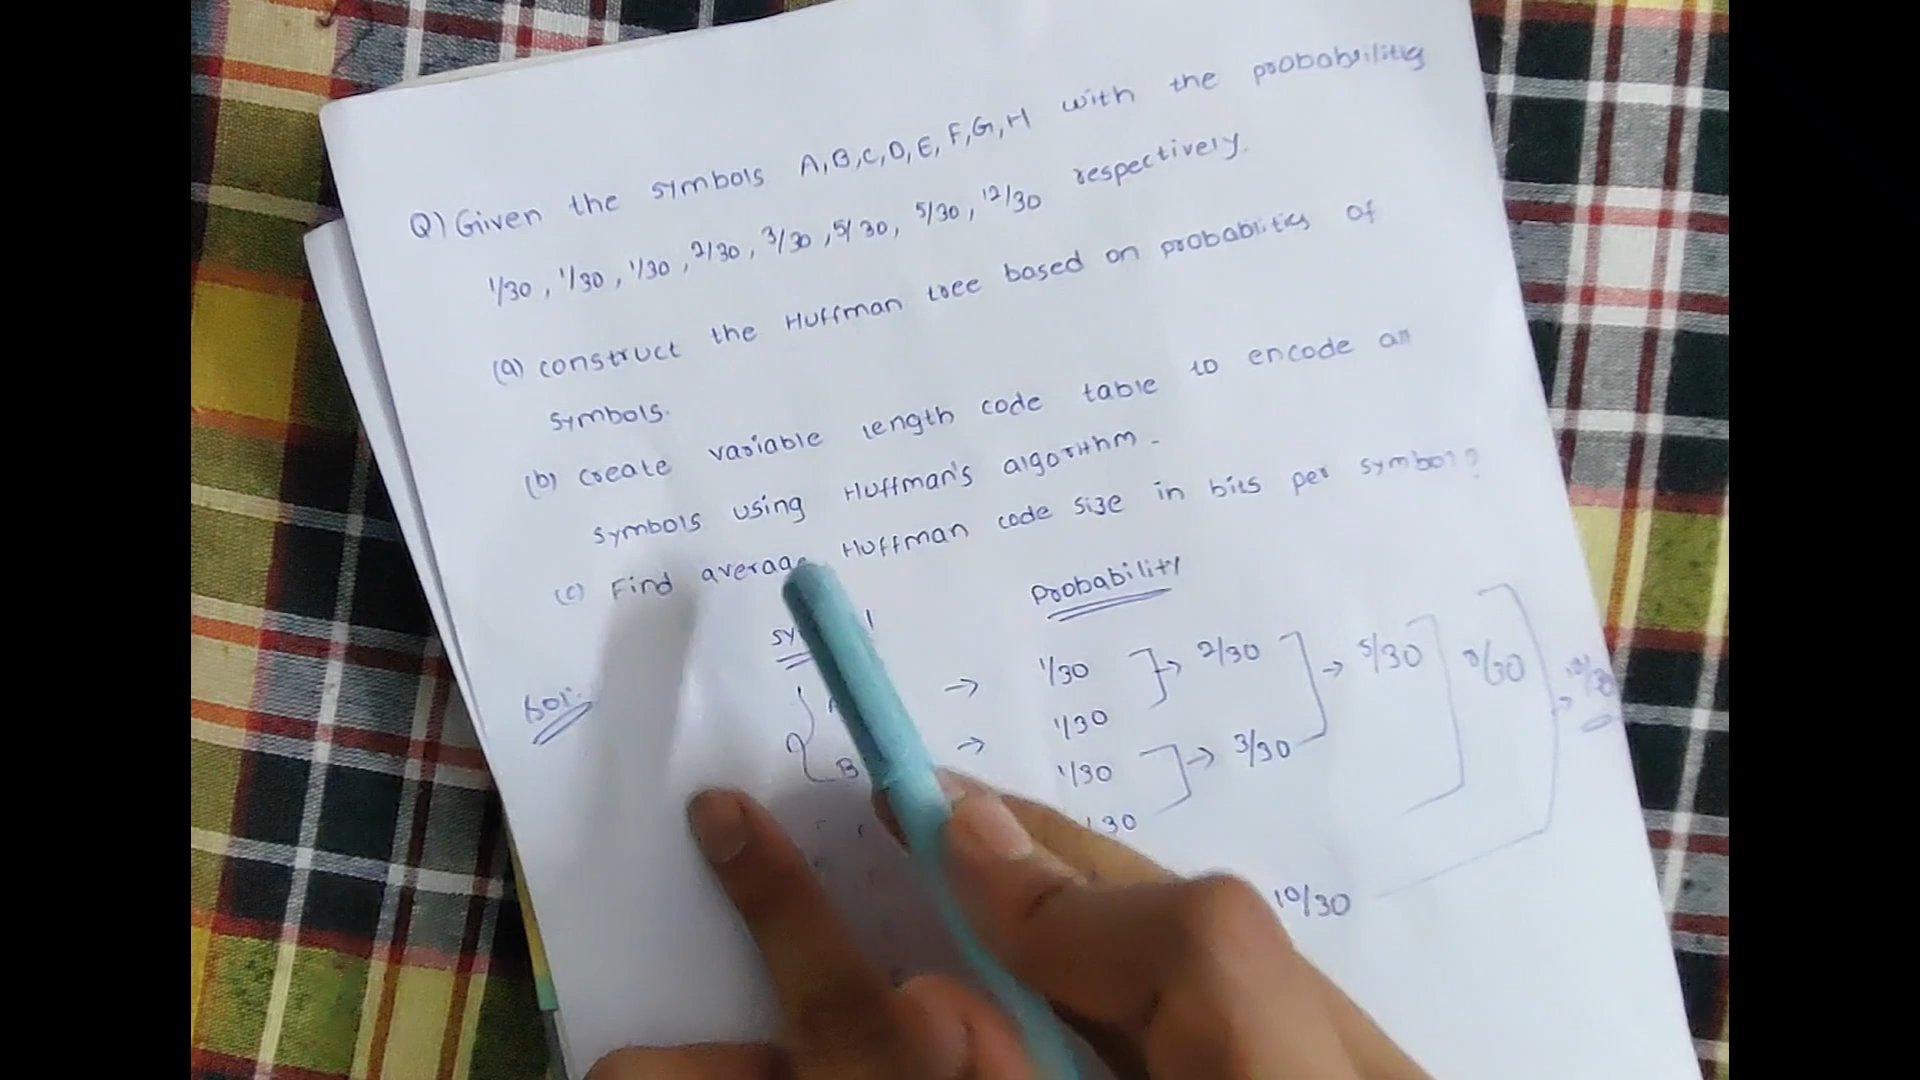 Q) Given the symbols A,B,C,D,E,F,G,H with the probabilities
1/30, 1/30, 1/30, 2/30, 3/30, 5/30, 5/30, 12/30 respectively.
(a) construct the Huffman tree based on probabilities of
symbols.
(b) create variable length code table to encode all
symbols using Huffman's algorithm.
(c) Find average Huffman code size in bits per symbol?
Probability
Sol:
→ 1/30 → 2/30 → 5/30 8/30
1/30
B → 1/30 → 3/30
10/30